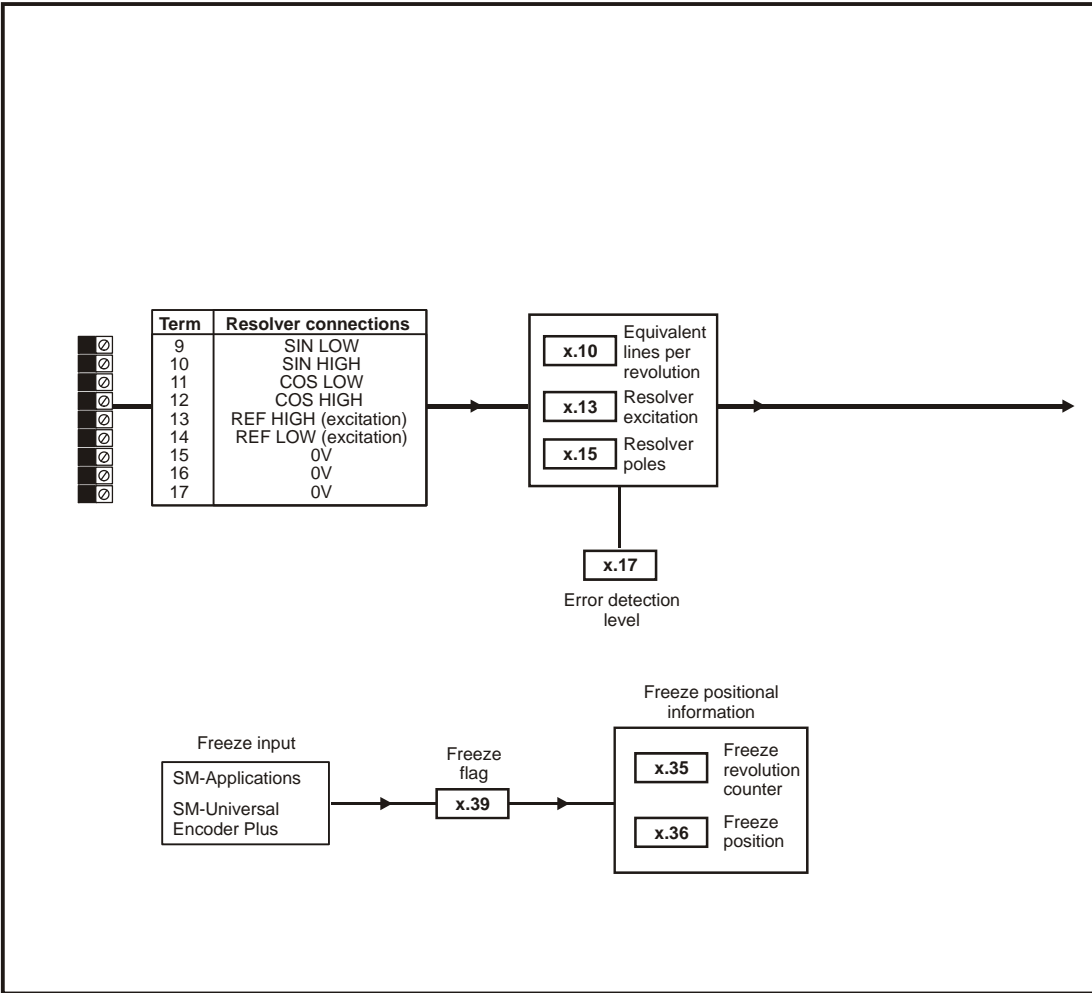 Term Resolver connections
9 SIN LOW
10 SIN HIGH
11 COS LOW
12 COS HIGH
13 REF HIGH (excitation)
14 REF LOW (excitation)
15 0V
16 0V
17 0V
x.10
Equivalent
lines per
revolution
x.13
Resolver
excitation
x.15
Resolver
poles
x.17
Error detection
level
Freeze input
SM-Applications
SM-Universal
Encoder Plus
Freeze
flag
x.39
Freeze positional
information
x.35
Freeze
revolution
counter
x.36
Freeze
position